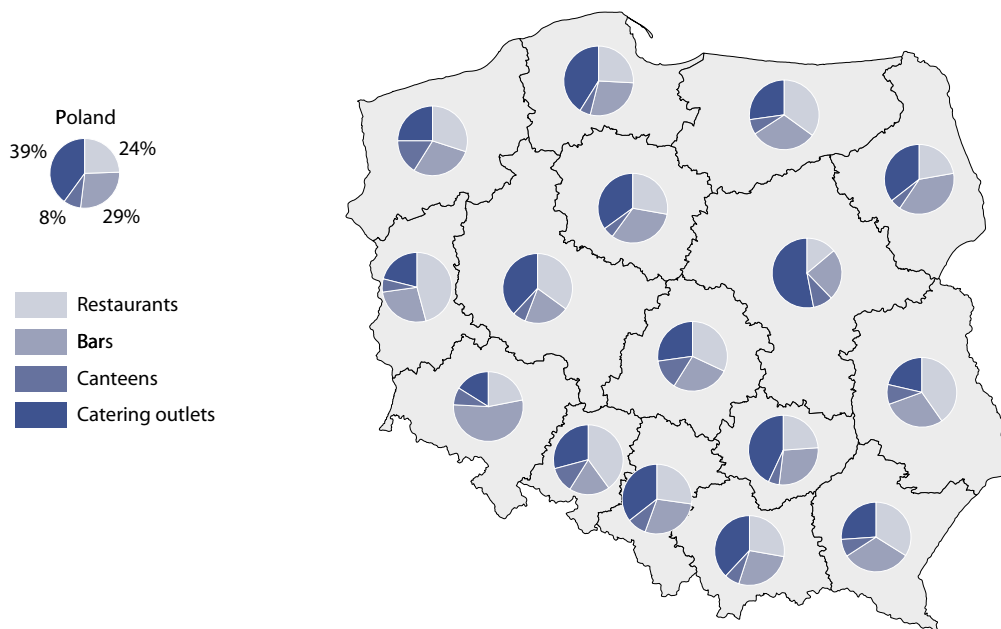 Poland
39%
24%
8%
29%
Restaurants
Bars
Canteens
Catering outlets